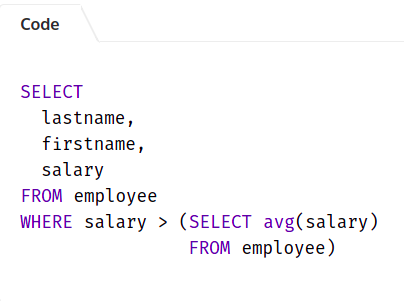 Code
SELECT
  lastname,
  firstname,
  salary
FROM employee
WHERE salary > (SELECT avg(salary)
                FROM employee)